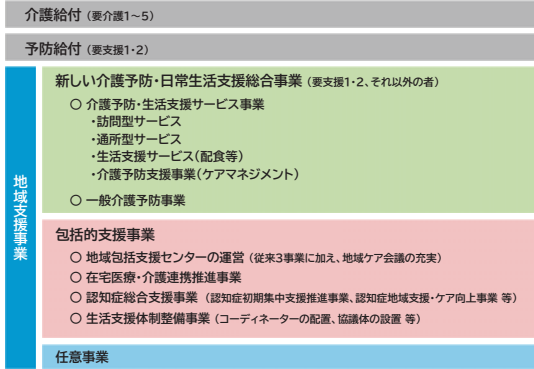 介護給付（要介護1～5）
予防給付（要支援1・2）
地域支援事業
新しい介護予防・日常生活支援総合事業（要支援1・2、それ以外の者）
○ 介護予防・生活支援サービス事業
・訪問型サービス
・通所型サービス
・生活支援サービス（配食等）
・介護予防支援事業（ケアマネジメント）
○ 一般介護予防事業
包括的支援事業
○ 地域包括支援センターの運営（従来3事業に加え、地域ケア会議の充実）
○ 在宅医療・介護連携推進事業
○ 認知症総合支援事業（認知症初期集中支援推進事業、認知症地域支援・ケア向上事業 等）
○ 生活支援体制整備事業（コーディネーターの配置、協議体の設置 等）
任意事業